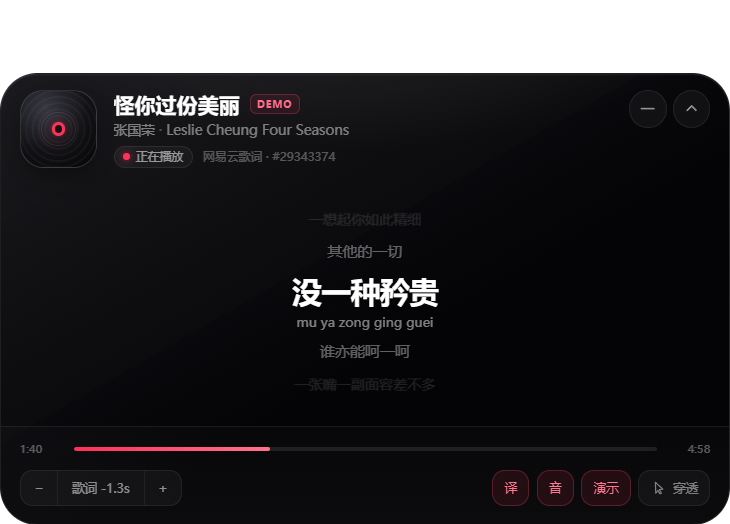 怪你过份美丽 DEMO
张国荣 · Leslie Cheung Four Seasons
正在播放 网易云歌词 · #29343374
一想起你如此精细
其他的一切
没一种矜贵
mu ya zong ging guei
谁亦能呵一呵
一张嘴一副面容差不多
1:40 4:58
− 歌词 -1.3s +
译 音 演示 穿透